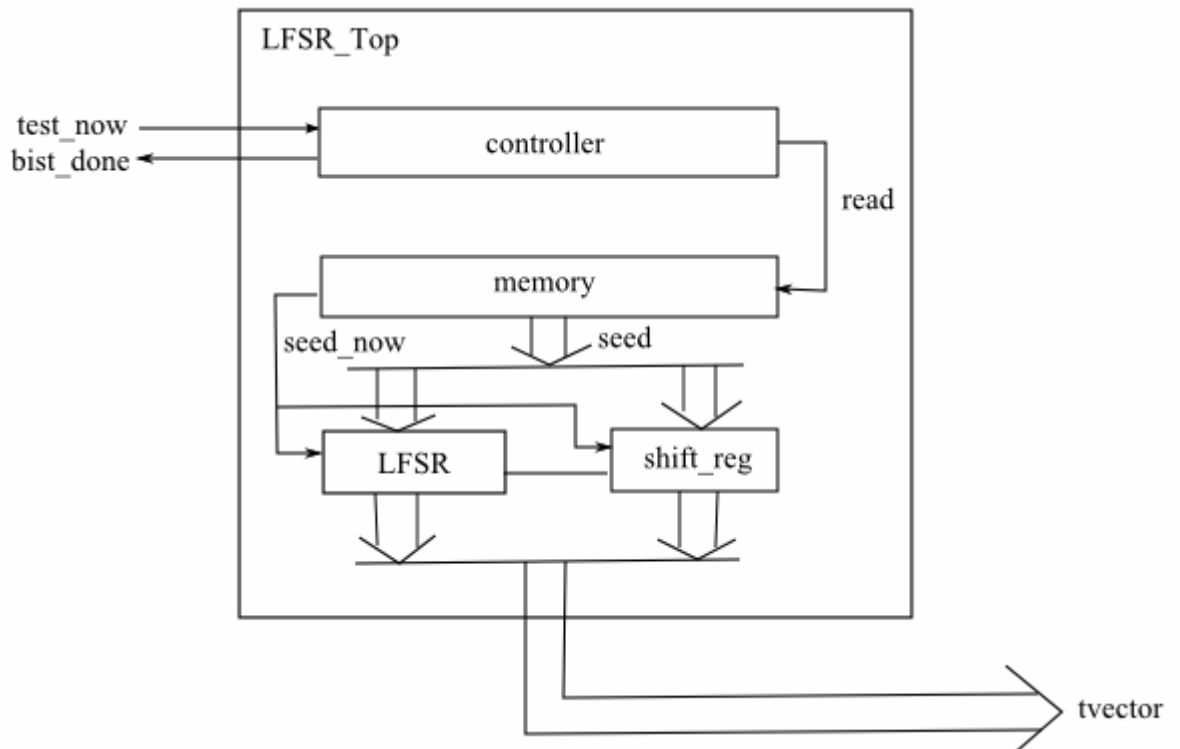 LFSR_Top
test_now
controller
bist_done
read
memory
seed_now
seed
LFSR
shift_reg
tvector